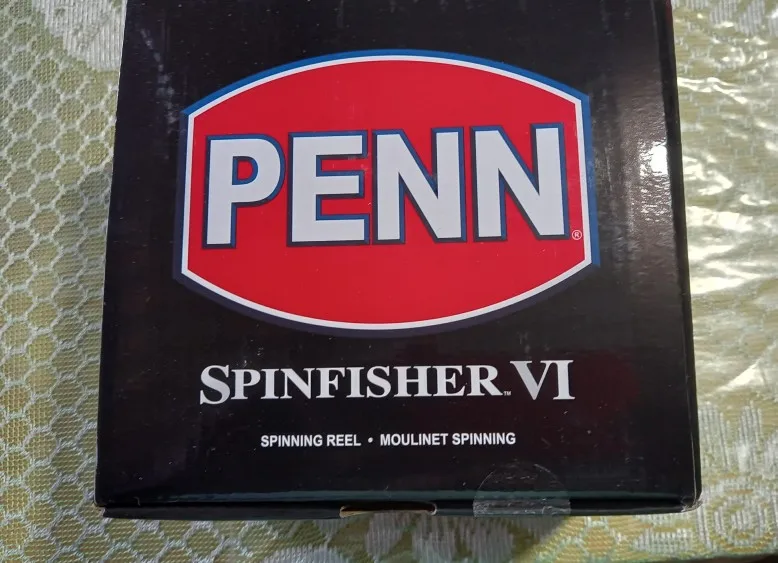 PENN®
SPINFISHER™ VI
SPINNING REEL • MOULINET SPINNING